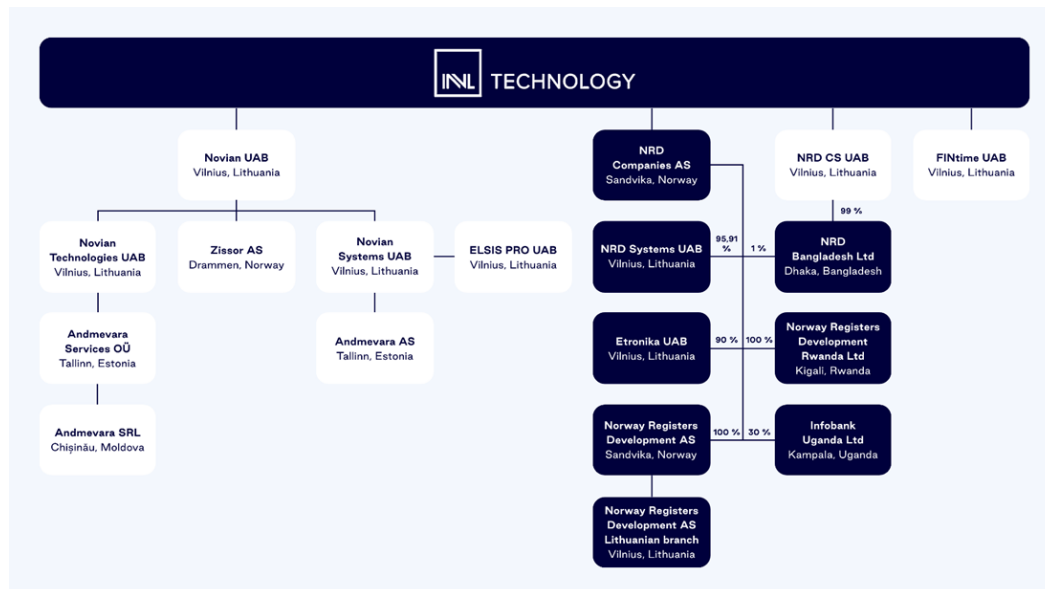 INVL TECHNOLOGY
Novian UAB
Vilnius, Lithuania
NRD
Companies AS
Sandvika, Norway
NRD CS UAB
Vilnius, Lithuania
FINtime UAB
Vilnius, Lithuania
99 %
Novian
Technologies UAB
Vilnius, Lithuania
Zissor AS
Drammen, Norway
Novian
Systems UAB
Vilnius, Lithuania
ELSIS PRO UAB
Vilnius, Lithuania
NRD Systems UAB
Vilnius, Lithuania
95,91
%
1 %
NRD
Bangladesh Ltd
Dhaka, Bangladesh
Andmevara
Services OÜ
Tallinn, Estonia
Andmevara AS
Tallinn, Estonia
Etronika UAB
Vilnius, Lithuania
90 %
100 %
Norway Registers
Development
Rwanda Ltd
Kigali, Rwanda
Andmevara SRL
Chișinău, Moldova
Norway Registers
Development AS
Sandvika, Norway
100 %
30 %
Infobank
Uganda Ltd
Kampala, Uganda
Norway Registers
Development AS
Lithuanian branch
Vilnius, Lithuania